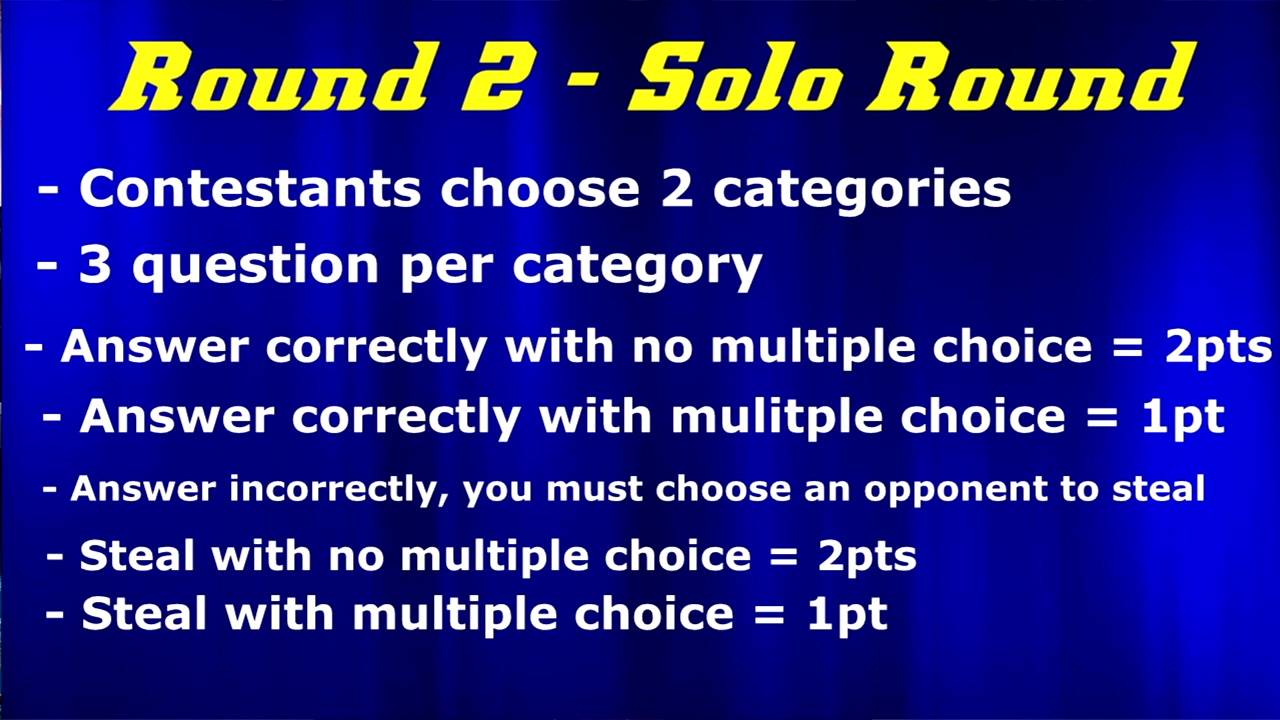 Round 2 - Solo Round
- Contestants choose 2 categories
- 3 question per category
- Answer correctly with no multiple choice = 2pts
- Answer correctly with mulitple choice = 1pt
- Answer incorrectly, you must choose an opponent to steal
- Steal with no multiple choice = 2pts
- Steal with multiple choice = 1pt